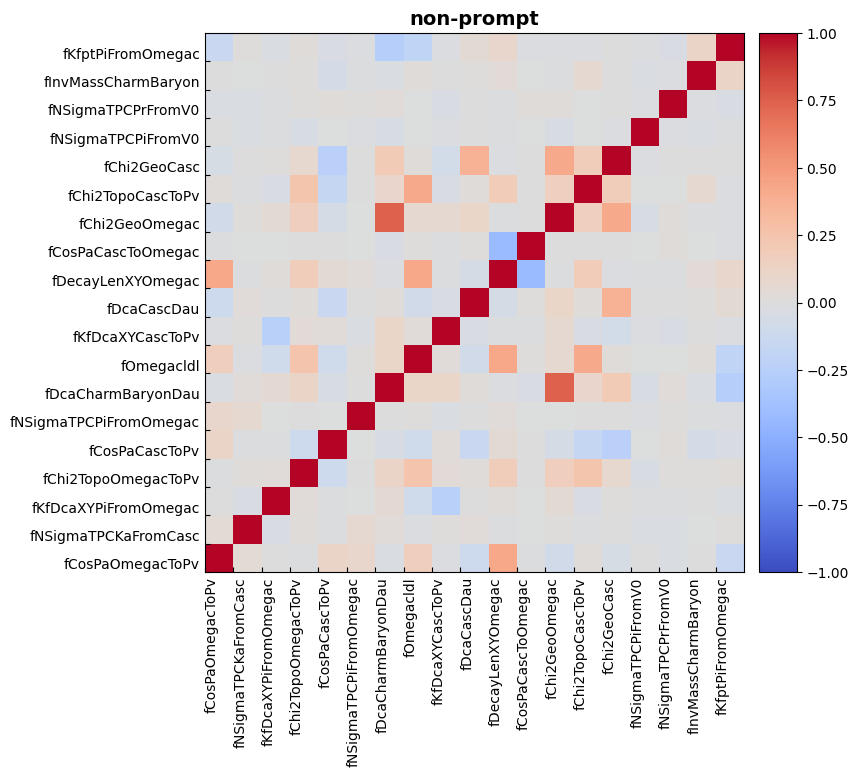 non-prompt
fKfptPiFromOmegac
fInvMassCharmBaryon
fNSigmaTPCPrFromV0
fNSigmaTPCPiFromV0
fChi2GeoCasc
fChi2TopoCascToPv
fChi2GeoOmegac
fCosPaCascToOmegac
fDecayLenXYOmegac
fDcaCascDau
fKfDcaXYCascToPv
fOmegacldl
fDcaCharmBaryonDau
fNSigmaTPCPiFromOmegac
fCosPaCascToPv
fChi2TopoOmegacToPv
fKfDcaXYPiFromOmegac
fNSigmaTPCKaFromCasc
fCosPaOmegacToPv
fCosPaOmegacToPv
fNSigmaTPCKaFromCasc
fKfDcaXYPiFromOmegac
fChi2TopoOmegacToPv
fCosPaCascToPv
fNSigmaTPCPiFromOmegac
fDcaCharmBaryonDau
fOmegacldl
fKfDcaXYCascToPv
fDcaCascDau
fDecayLenXYOmegac
fCosPaCascToOmegac
fChi2GeoOmegac
fChi2TopoCascToPv
fChi2GeoCasc
fNSigmaTPCPiFromV0
fNSigmaTPCPrFromV0
fInvMassCharmBaryon
fKfptPiFromOmegac
1.00
0.75
0.50
0.25
0.00
−0.25
−0.50
−0.75
−1.00